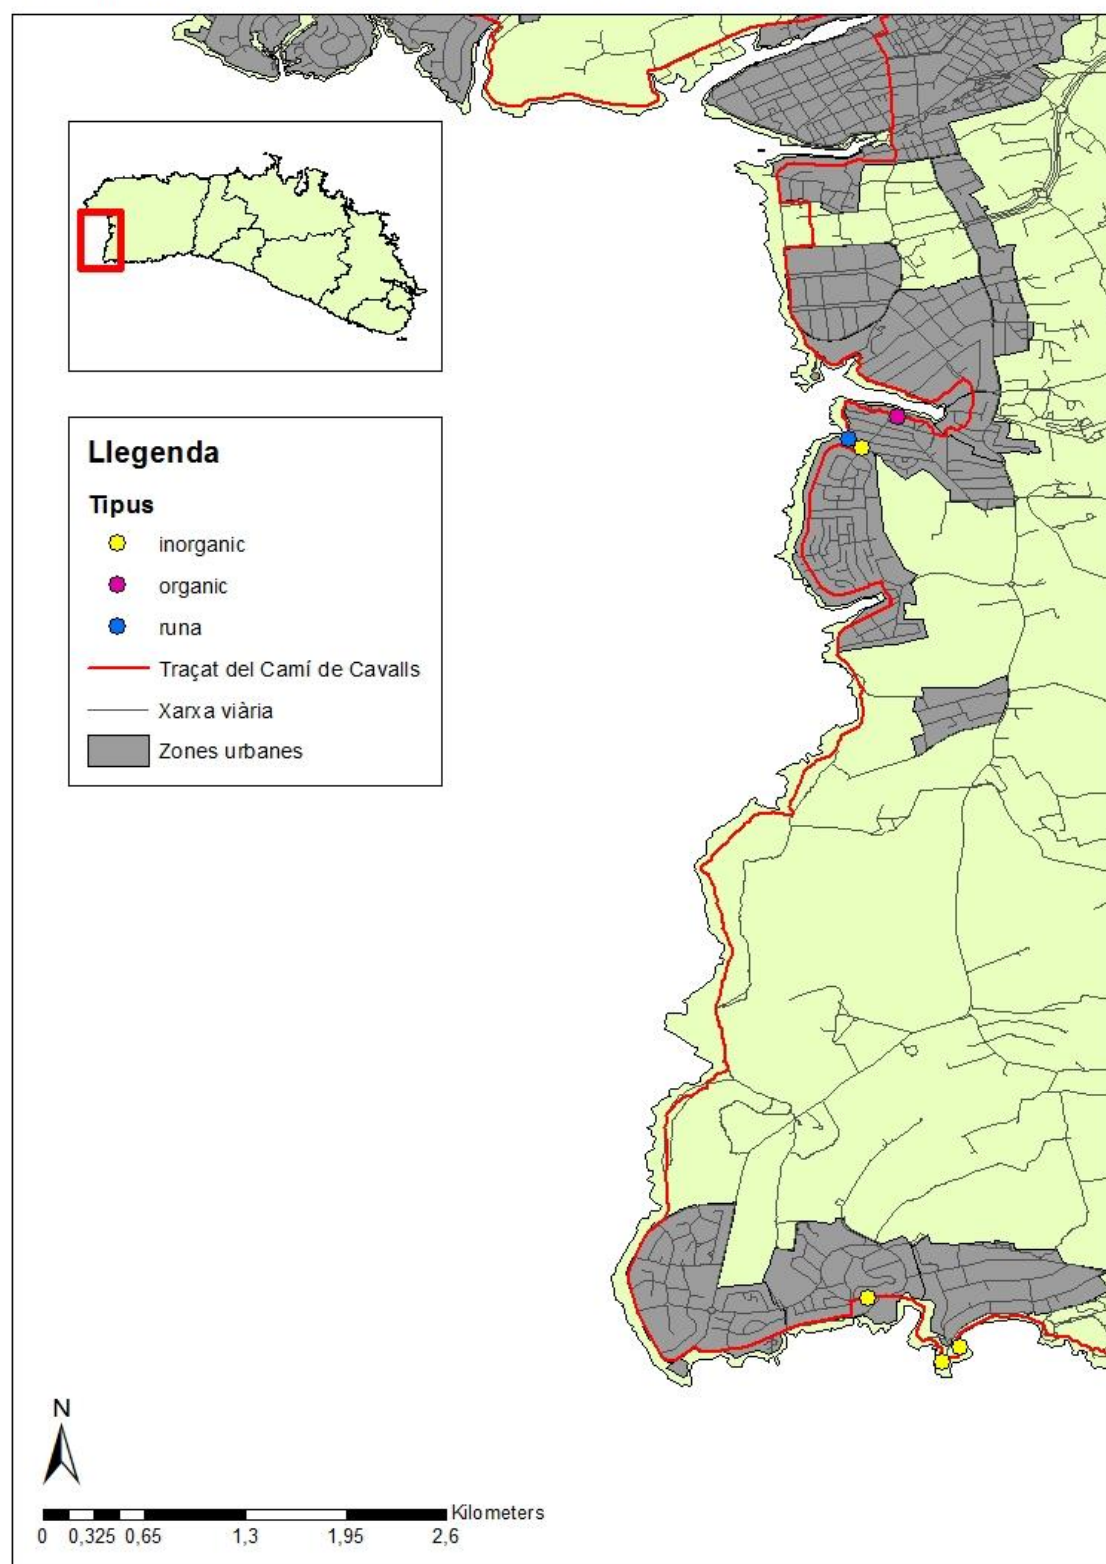 Llegenda
Tipus
inorganic
organic
runa
Traçat del Camí de Cavalls
Xarxa viària
Zones urbanes
N
Kilometers
0 0,325 0,65 1,3 1,95 2,6